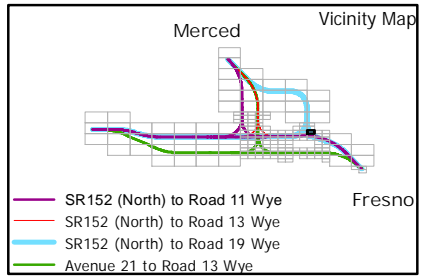 Vicinity Map
Merced
Fresno
SR152 (North) to Road 11 Wye
SR152 (North) to Road 13 Wye
SR152 (North) to Road 19 Wye
Avenue 21 to Road 13 Wye